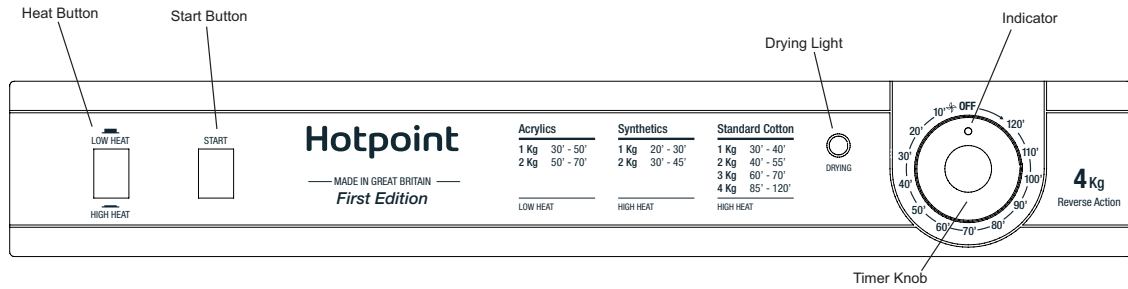 Heat Button
Start Button
Drying Light
Indicator
LOW HEAT
HIGH HEAT
START
Hotpoint
MADE IN GREAT BRITAIN
First Edition
Acrylics
1 Kg 30' - 50'
2 Kg 50' - 70'
LOW HEAT
Synthetics
1 Kg 20' - 30'
2 Kg 30' - 45'
HIGH HEAT
Standard Cotton
1 Kg 30' - 40'
2 Kg 40' - 55'
3 Kg 60' - 70'
4 Kg 85' - 120'
HIGH HEAT
DRYING
OFF
120'
110'
100'
90'
80'
70'
60'
50'
40'
30'
20'
10'
4 Kg
Reverse Action
Timer Knob